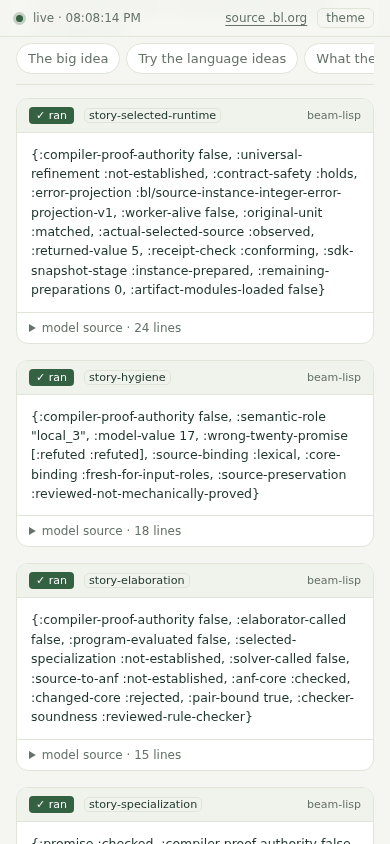 live · 08:08:14 PM
source .bl.org
theme
The big idea
Try the language ideas
What the
✓ ran
story-selected-runtime
beam-lisp
{:compiler-proof-authority false, :universal-
refinement :not-established, :contract-safety :holds,
:error-projection :bl/source-instance-integer-error-
projection-v1, :worker-alive false, :original-unit
:matched, :actual-selected-source :observed,
:returned-value 5, :receipt-check :conforming, :sdk-
snapshot-stage :instance-prepared, :remaining-
preparations 0, :artifact-modules-loaded false}
model source · 24 lines
✓ ran
story-hygiene
beam-lisp
{:compiler-proof-authority false, :semantic-role
"local_3", :model-value 17, :wrong-twenty-promise
[:refuted :refuted], :source-binding :lexical, :core-
binding :fresh-for-input-roles, :source-preservation
:reviewed-not-mechanically-proved}
model source · 18 lines
✓ ran
story-elaboration
beam-lisp
{:compiler-proof-authority false, :elaborator-called
false, :program-evaluated false, :selected-
specialization :not-established, :solver-called false,
:source-to-anf :not-established, :anf-core :checked,
:changed-core :rejected, :pair-bound true, :checker-
soundness :reviewed-rule-checker}
model source · 15 lines
✓ ran
story-specialization
beam-lisp
{:promise :checked, :compiler-proof-authority false,